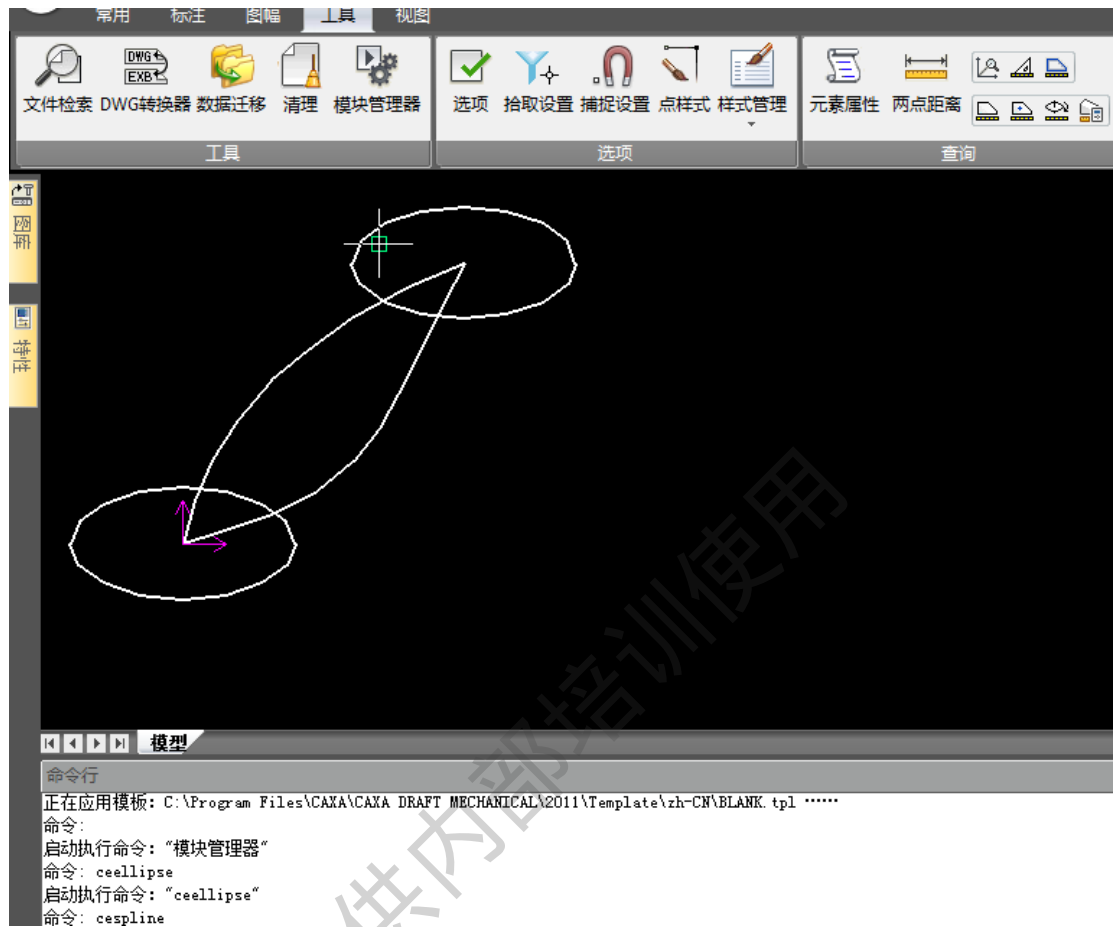 常用 标注 图幅 工具 视图
DWG
EXB
文件检索 DWG转换器 数据迁移 清理 模块管理器 选项 拾取设置 捕捉设置 点样式 样式管理 元素属性 两点距离
工具 选项 查询
图库
特性
模型
命令行
正在应用模板: C:\Program Files\CAXA\CAXA DRAFT MECHANICAL\2011\Template\zh-CN\BLANK.tpl ……
命令:
启动执行命令: "模块管理器"
命令: ceellipse
启动执行命令: "ceellipse"
命令: cespline
供内部培训使用